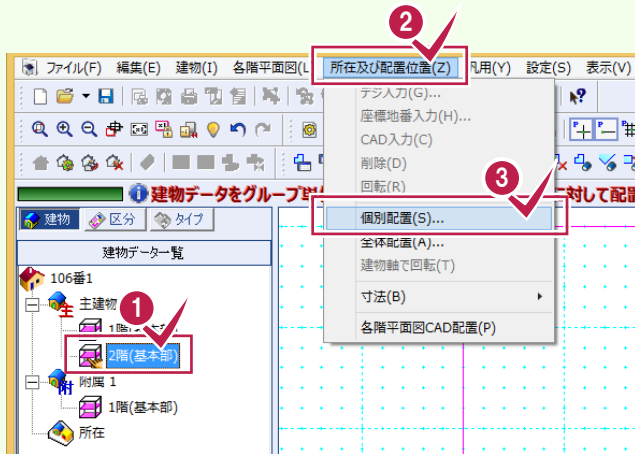 2
ファイル(F) 編集(E) 建物(I) 各階平面図(L 所在及び配置位置(Z) 凡用(Y) 設定(S) 表示(V)
デジ入力(G)...
座標地番入力(H)...
CAD入力(C)
削除(D)
3
回転(R)
建物データをグループ単 に対して配置
建物 区分 タイプ
個別配置(S)...
全体配置(A)...
建物データ一覧
建物軸で回転(T)
106番1
寸法(B)
1
主 主建物
各階平面図CAD配置(P)
1階(基本部)
2階(基本部)
附 附属 1
1階(基本部)
所在